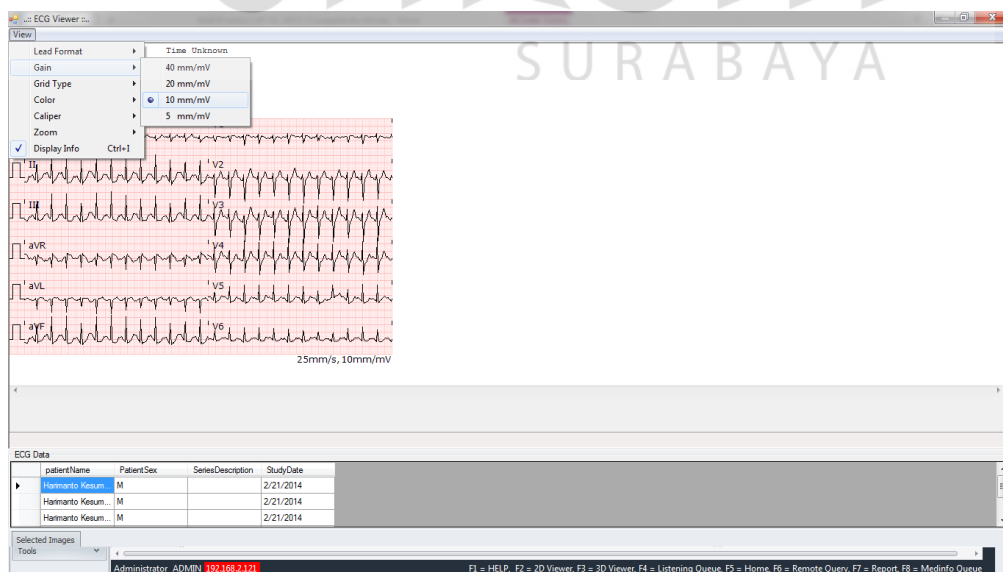 ..:: ECG Viewer ::..
View
SURABAYA
Lead Format
Gain
Grid Type
Color
Caliper
Zoom
Display Info Ctrl+I
40 mm/mV
20 mm/mV
10 mm/mV
5 mm/mV
Time Unknown
II V2
III V3
aVR V4
aVL V5
aVF V6
25mm/s,10mm/mV
ECG Data
patientName PatientSex SeriesDescription StudyDate
Harimanto Kesum... M 2/21/2014
Harimanto Kesum... M 2/21/2014
Harimanto Kesum... M 2/21/2014
Selected Images
Tools
Administrator ADMIN 192.168.2.121 F1 = HELP, F2 = 2D Viewer, F3 = 3D Viewer, F4 = Listening Queue, F5 = Home, F6 = Remote Query, F7 = Report, F8 = Medinfo Queue